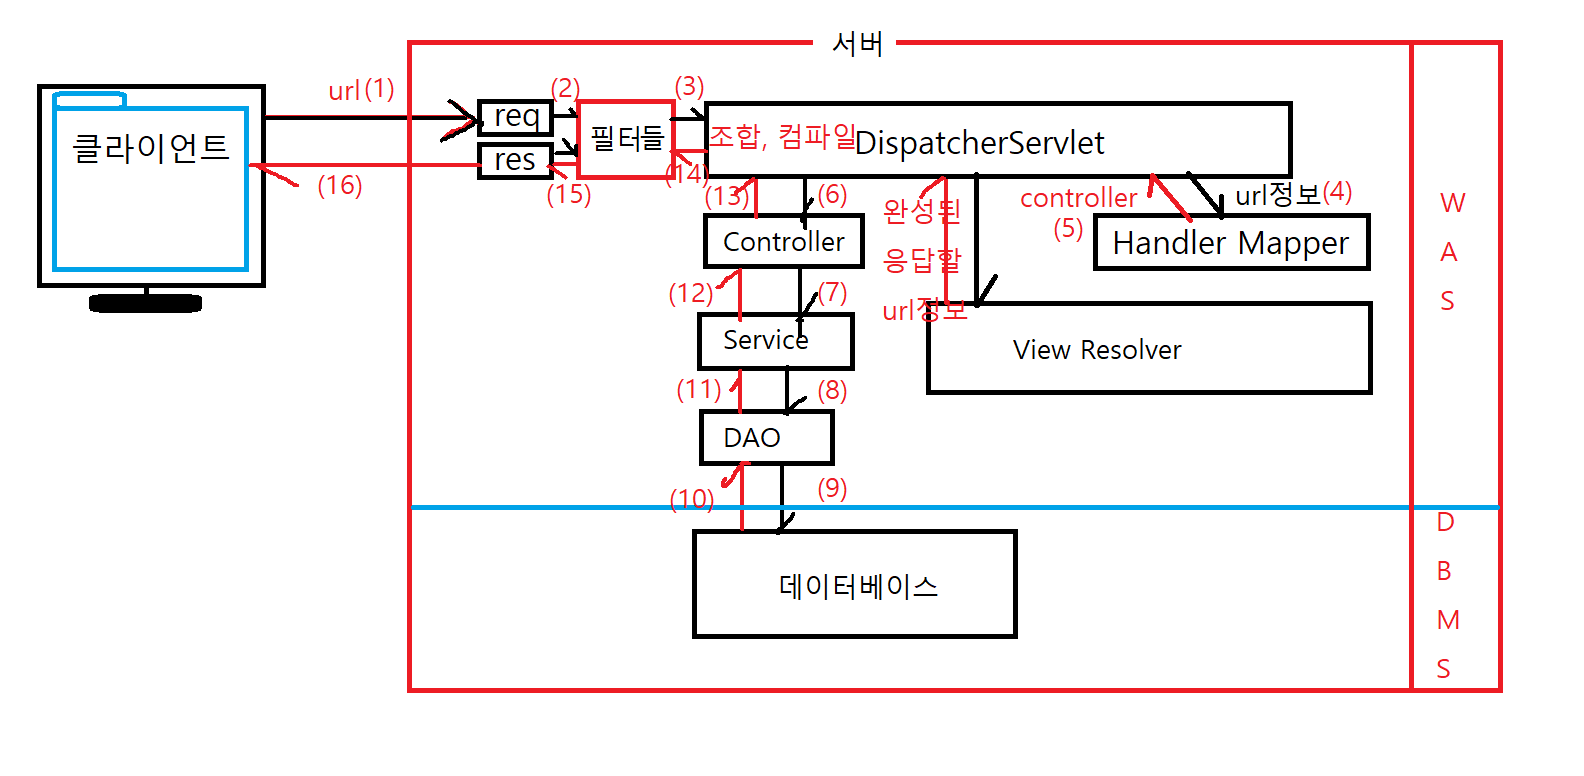 서버
클라이언트
url (1)
req
(2)
필터들
(3)
res
(16)
(15)
(14)
조합, 컴파일
DispatcherServlet
(13)
(6)
완성된
응답할
url정보
controller
(5)
url정보 (4)
Handler Mapper
Controller
(12)
(7)
Service
View Resolver
(11)
(8)
DAO
(10)
(9)
데이터베이스
W
A
S
D
B
M
S